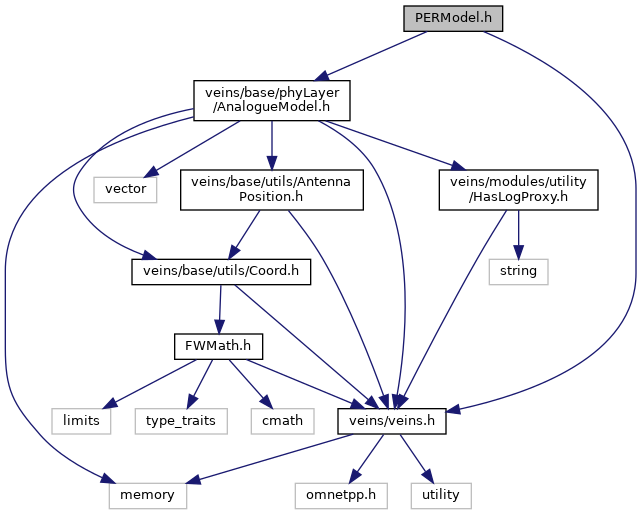 PERModel.h
veins/base/phyLayer
/AnalogueModel.h
vector
veins/base/utils/Antenna
Position.h
veins/modules/utility
/HasLogProxy.h
veins/base/utils/Coord.h
string
FWMath.h
limits
type_traits
cmath
veins/veins.h
memory
omnetpp.h
utility